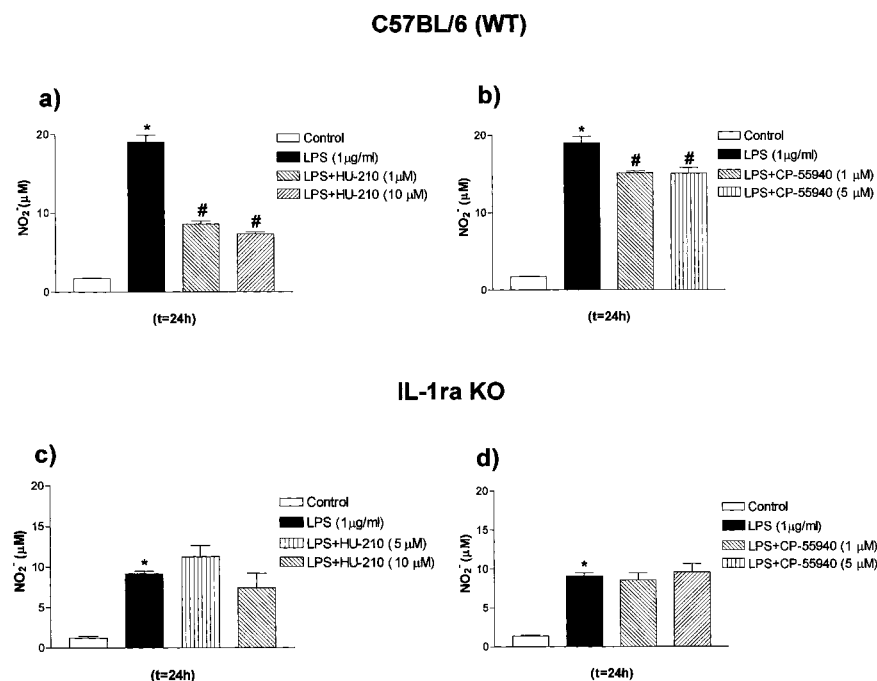 C57BL/6 (WT)
a)
20
10
0
NO₂⁻(μM)
*
#
#
Control
LPS (1μg/ml)
LPS+HU-210 (1μM)
LPS+HU-210 (10 μM)
(t=24h)
b)
20
10
0
NO₂⁻(μM)
*
#
#
Control
LPS (1μg/ml)
LPS+CP-55940 (1 μM)
LPS+CP-55940 (5 μM)
(t=24h)
IL-1ra KO
c)
20
15
10
5
0
NO₂⁻(μM)
*
Control
LPS (1μg/ml)
LPS+HU-210 (5 μM)
LPS+HU-210 (10 μM)
(t=24h)
d)
20
15
10
5
0
NO₂⁻ (μM)
*
Control
LPS (1μg/ml)
LPS+CP-55940 (1 μM)
LPS+CP-55940 (5 μM)
(t=24h)